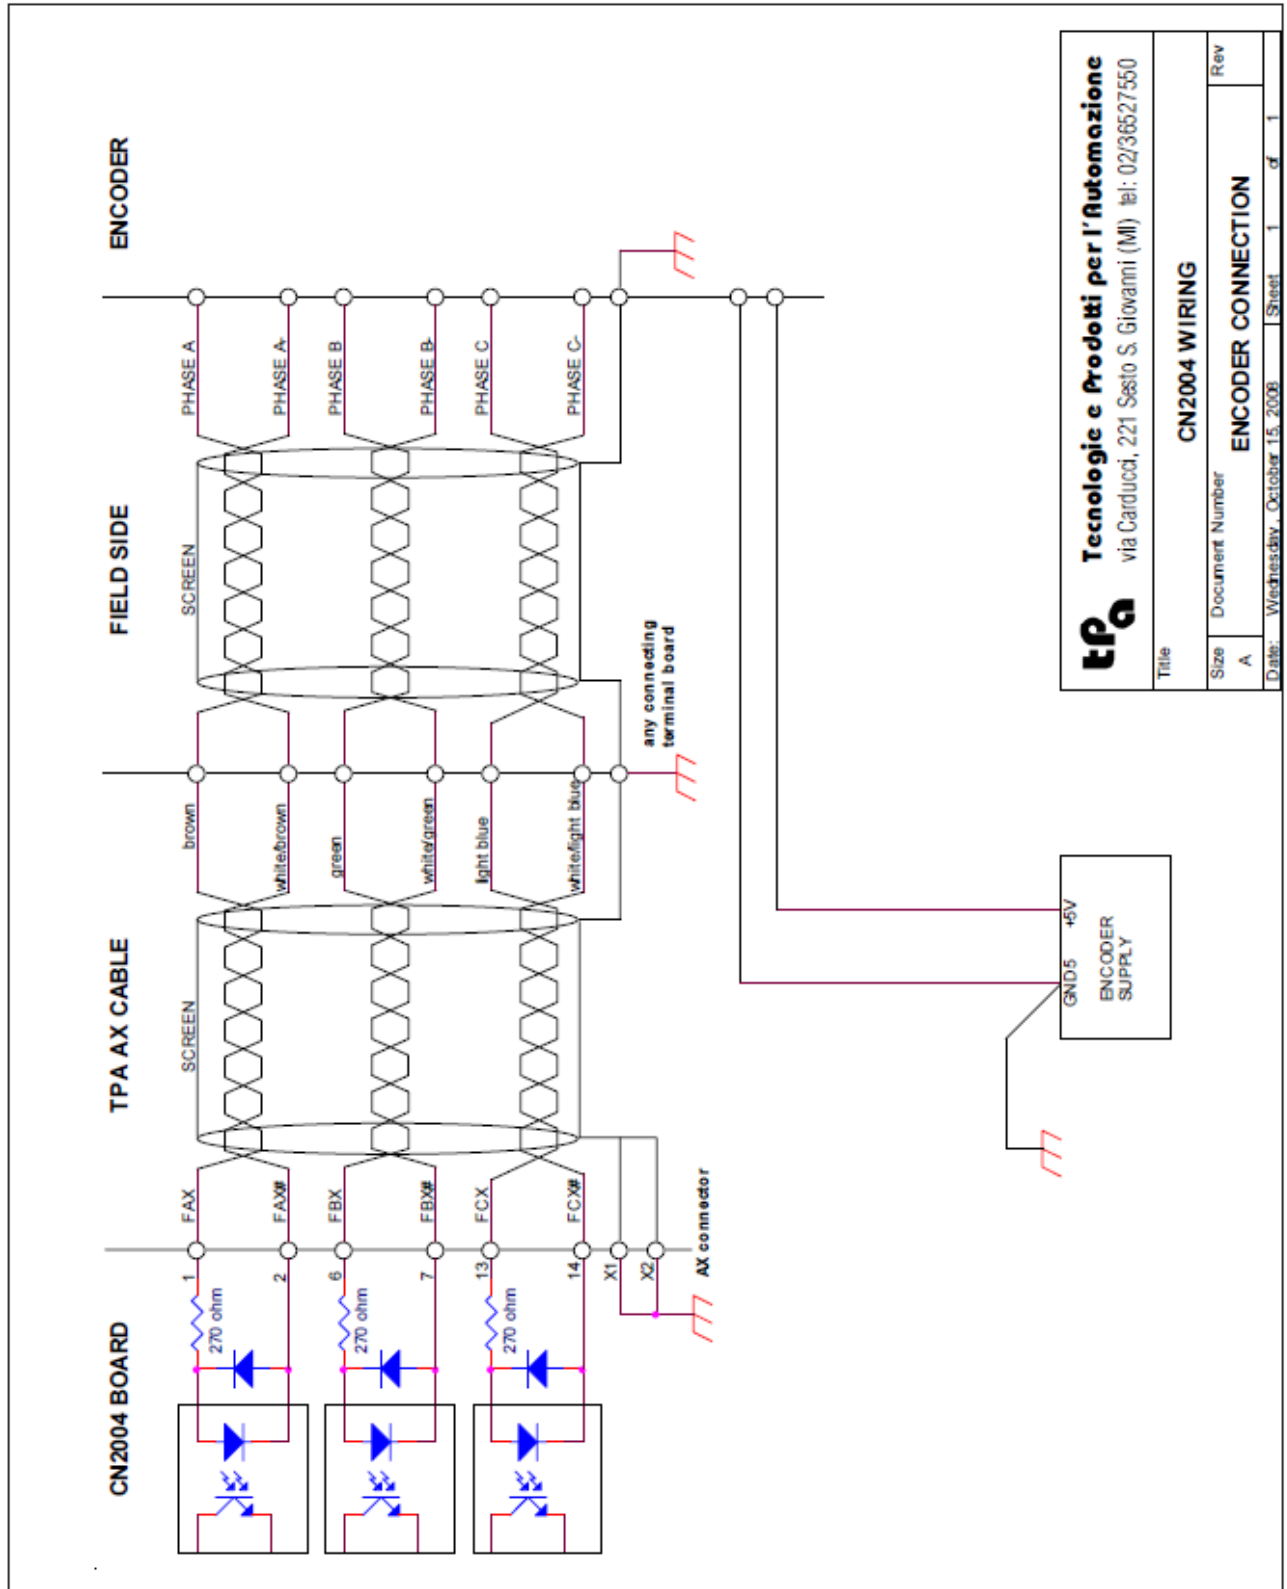 CN2004 BOARD
TPA AX CABLE
FIELD SIDE
ENCODER
SCREEN
SCREEN
270 ohm
1
FAX
brown
PHASE A
2
FAX#
white/brown
PHASE A-
270 ohm
6
FBX
green
PHASE B
7
FBX#
white/green
PHASE B-
270 ohm
13
FCX
light blue
PHASE C
14
FCX#
white/light blue
PHASE C-
X1
X2
AX connector
any connecting
terminal board
GND5
+5V
ENCODER
SUPPLY
tpa
Tecnologie e Prodotti per l'Automazione
via Carducci, 221 Sesto S. Giovanni (MI) tel: 02/36527550
Title
CN2004 WIRING
Size
Document Number
Rev
A
ENCODER CONNECTION
Date:
Wednesday, October 15, 2008
Sheet
1
of
1